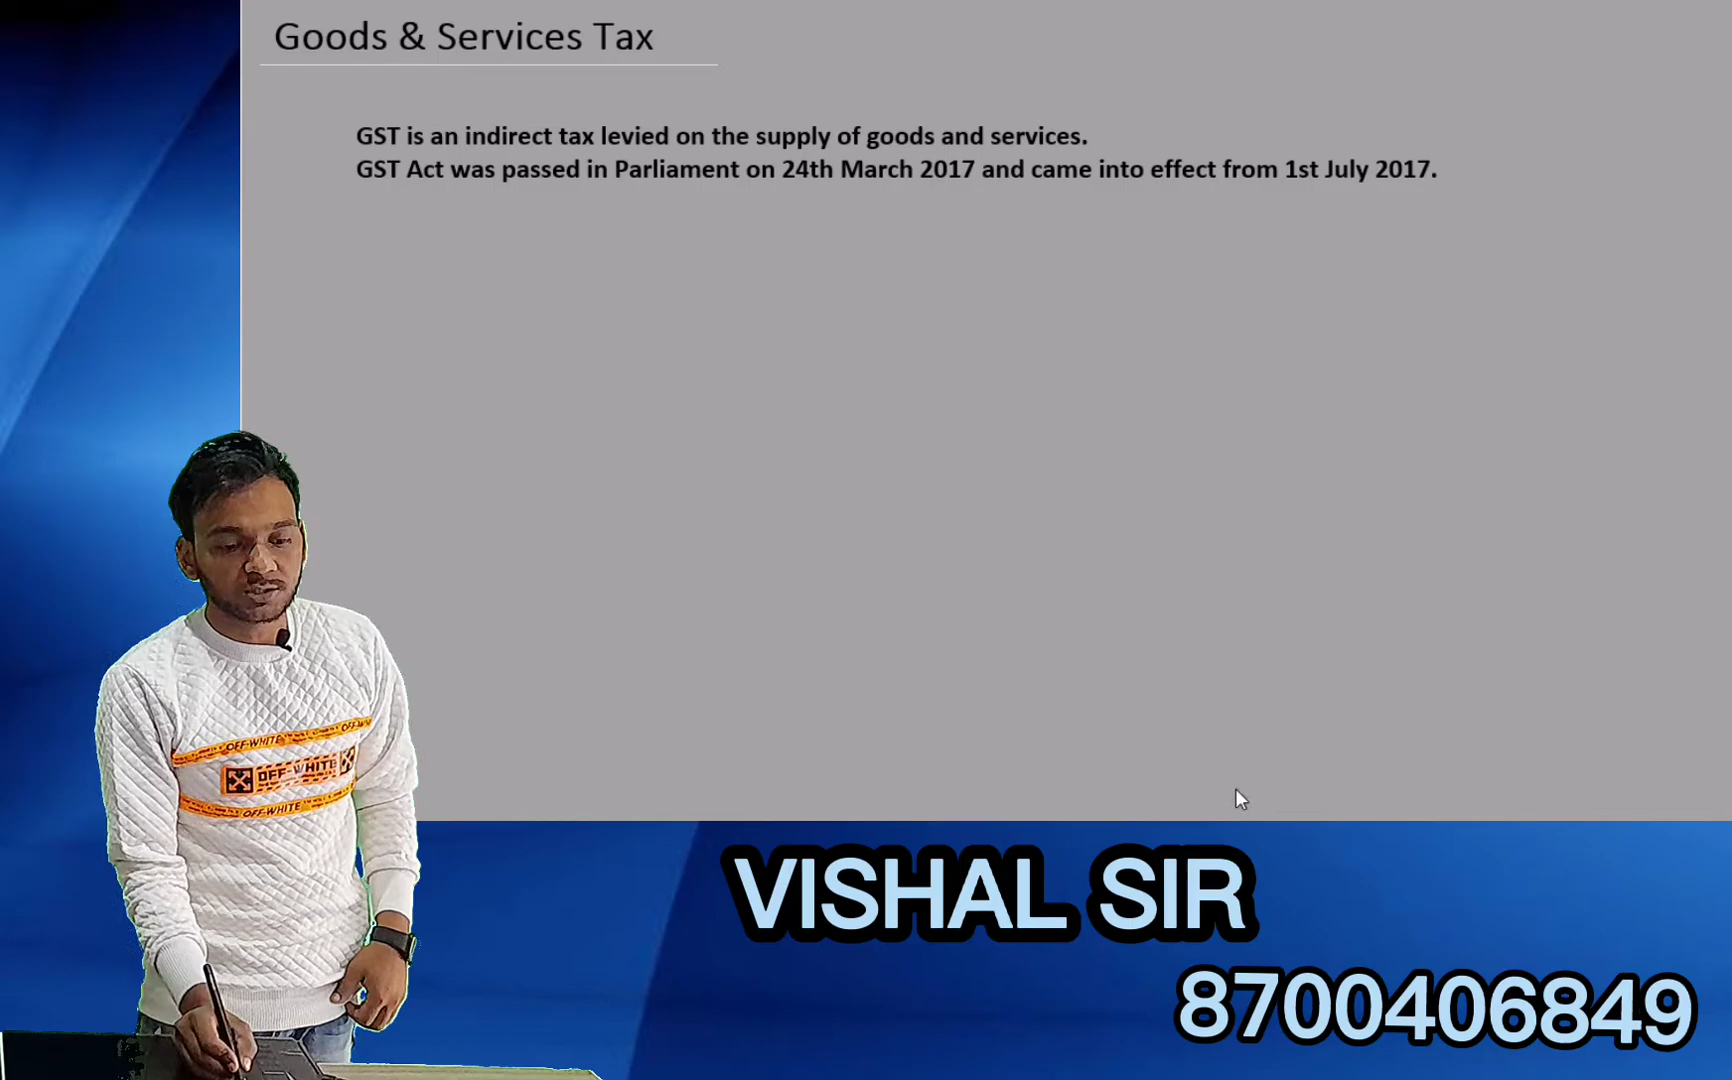 Goods & Services Tax
GST is an indirect tax levied on the supply of goods and services.
GST Act was passed in Parliament on 24th March 2017 and came into effect from 1st July 2017.
OFF-WHITE
OFF-WHITE
OFF-WHITE
VISHAL SIR
8700406849